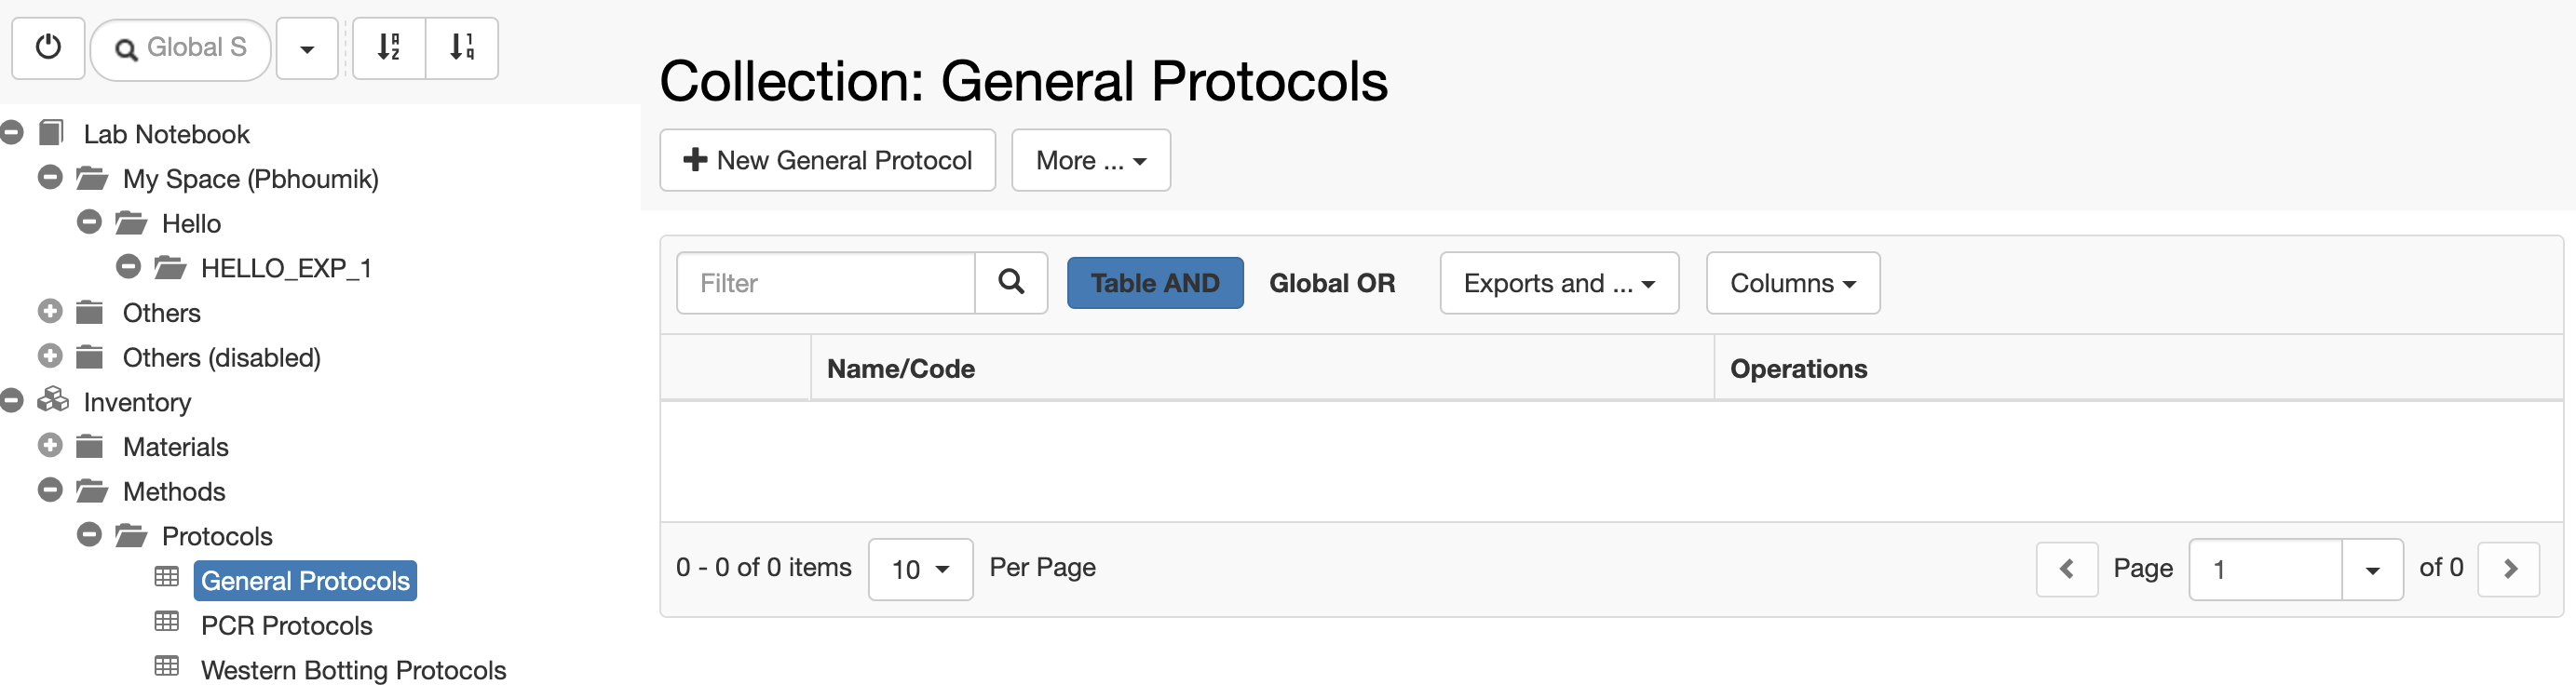 Global S
Lab Notebook
My Space (Pbhoumik)
Hello
HELLO_EXP_1
Others
Others (disabled)
Inventory
Materials
Methods
Protocols
General Protocols
PCR Protocols
Western Botting Protocols
Collection: General Protocols
New General Protocol More ...
Filter Table AND Global OR Exports and ... Columns
Name/Code Operations
0 - 0 of 0 items 10 Per Page Page 1 of 0